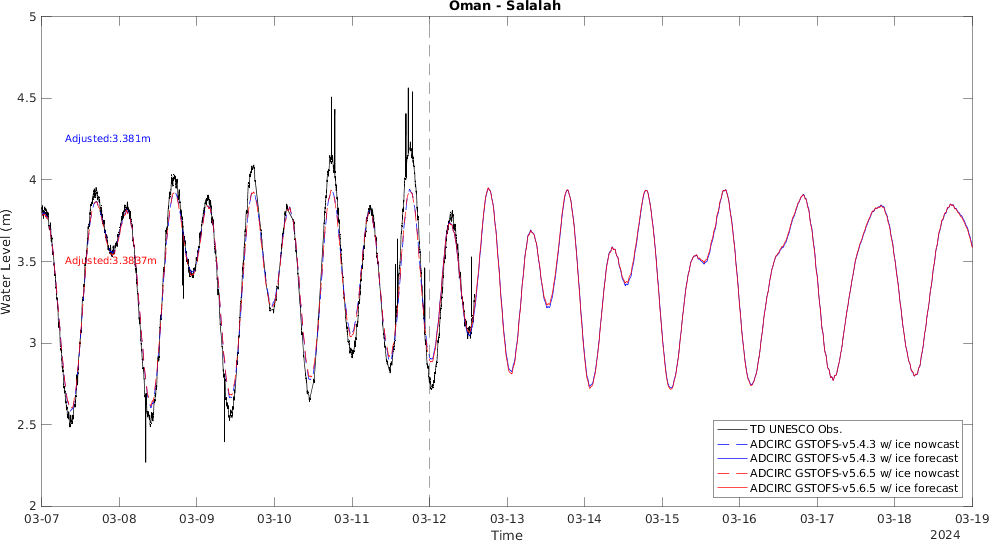 Oman - Salalah
5
4.5
4
3.5
3
2.5
2
Water Level (m)
Adjusted:3.381m
Adjusted:3.3837m
TD UNESCO Obs.
ADCIRC GSTOFS-v5.4.3 w/ ice nowcast
ADCIRC GSTOFS-v5.4.3 w/ ice forecast
ADCIRC GSTOFS-v5.6.5 w/ ice nowcast
ADCIRC GSTOFS-v5.6.5 w/ ice forecast
03-07 03-08 03-09 03-10 03-11 03-12 03-13 03-14 03-15 03-16 03-17 03-18 03-19
Time
2024